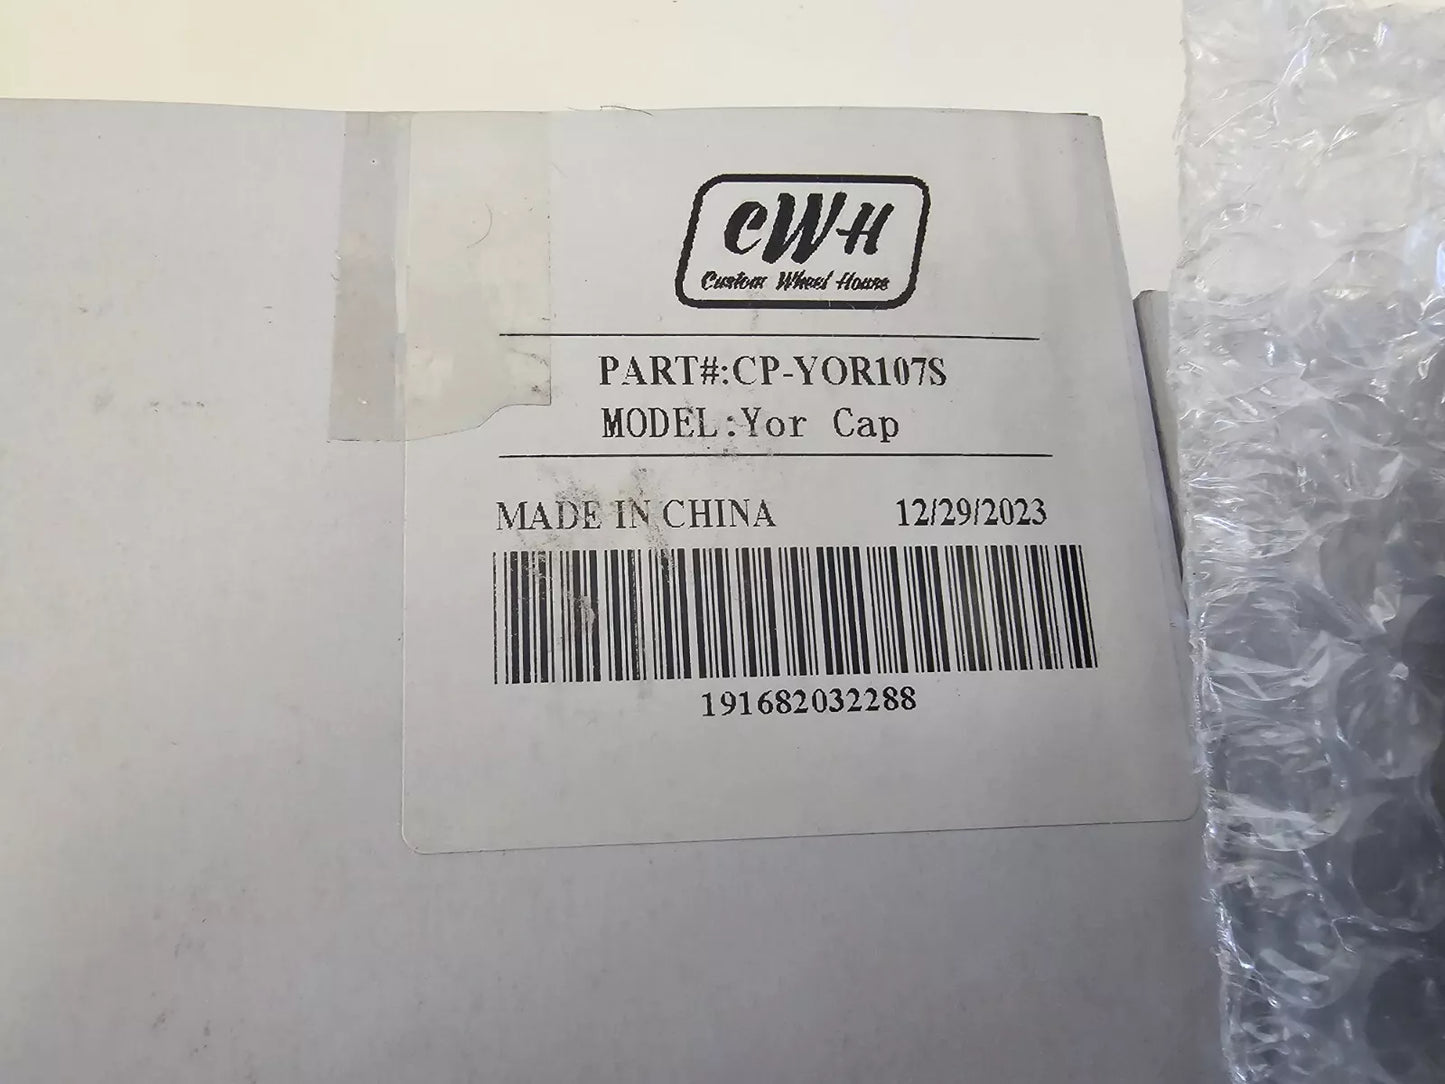 CWH
Custom Wheel House
PART#:CP-YOR107S
MODEL:Yor Cap
MADE IN CHINA 12/29/2023
191682032288